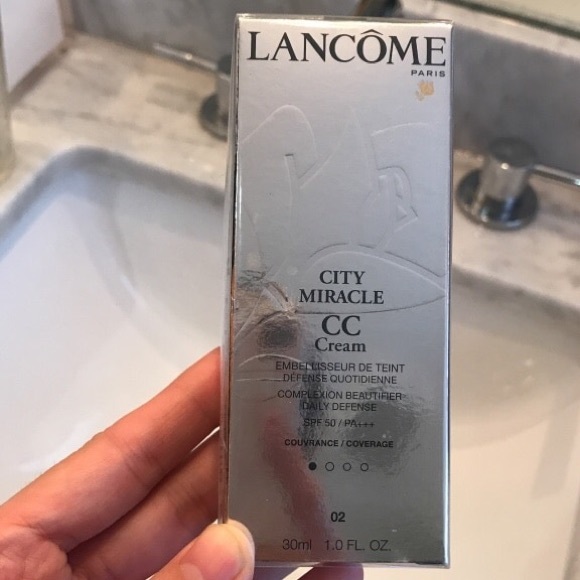 LANCÔME
PARIS
CITY
MIRACLE
CC
Cream
EMBELLISSEUR DE TEINT
DÉFENSE QUOTIDIENNE
COMPLEXION BEAUTIFIER
DAILY DEFENSE
SPF 50 / PA+++
COUVRANCE / COVERAGE
02
30ml 1.0 FL. OZ.